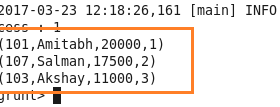 2017-03-23 12:18:26,161 [main] INFO
cess : 1
(101,Amitabh,20000,1)
(107,Salman,17500,2)
(103,Akshay,11000,3)
grunt>